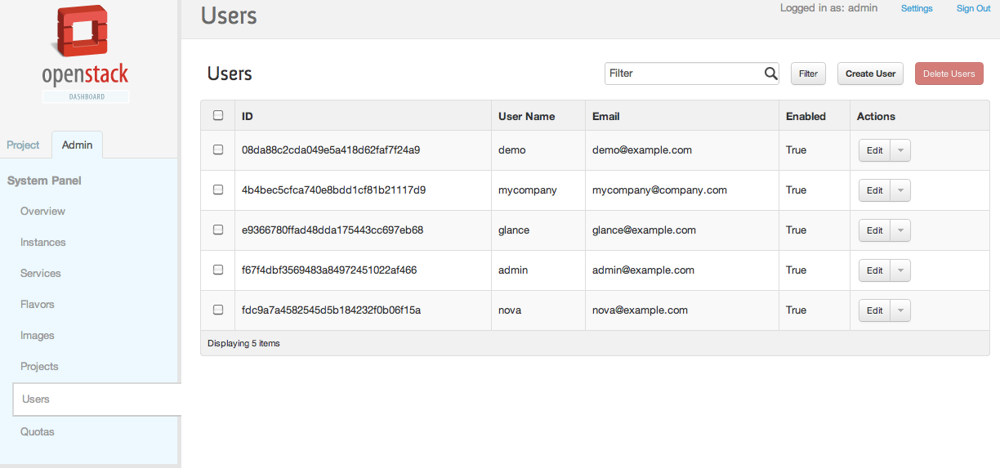 openstack
DASHBOARD
Project Admin
System Panel
Overview
Instances
Services
Flavors
Images
Projects
Users
Quotas
Users
Logged in as: admin Settings Sign Out
Users
Filter Filter Create User Delete Users
ID User Name Email Enabled Actions
08da88c2cda049e5a418d62faf7f24a9 demo demo@example.com True Edit
4b4bec5cfca740e8bdd1cf81b21117d9 mycompany mycompany@company.com True Edit
e9366780ffad48dda175443cc697eb68 glance glance@example.com True Edit
f67f4dbf3569483a84972451022af466 admin admin@example.com True Edit
fdc9a7a4582545d5b184232f0b06f15a nova nova@example.com True Edit
Displaying 5 items